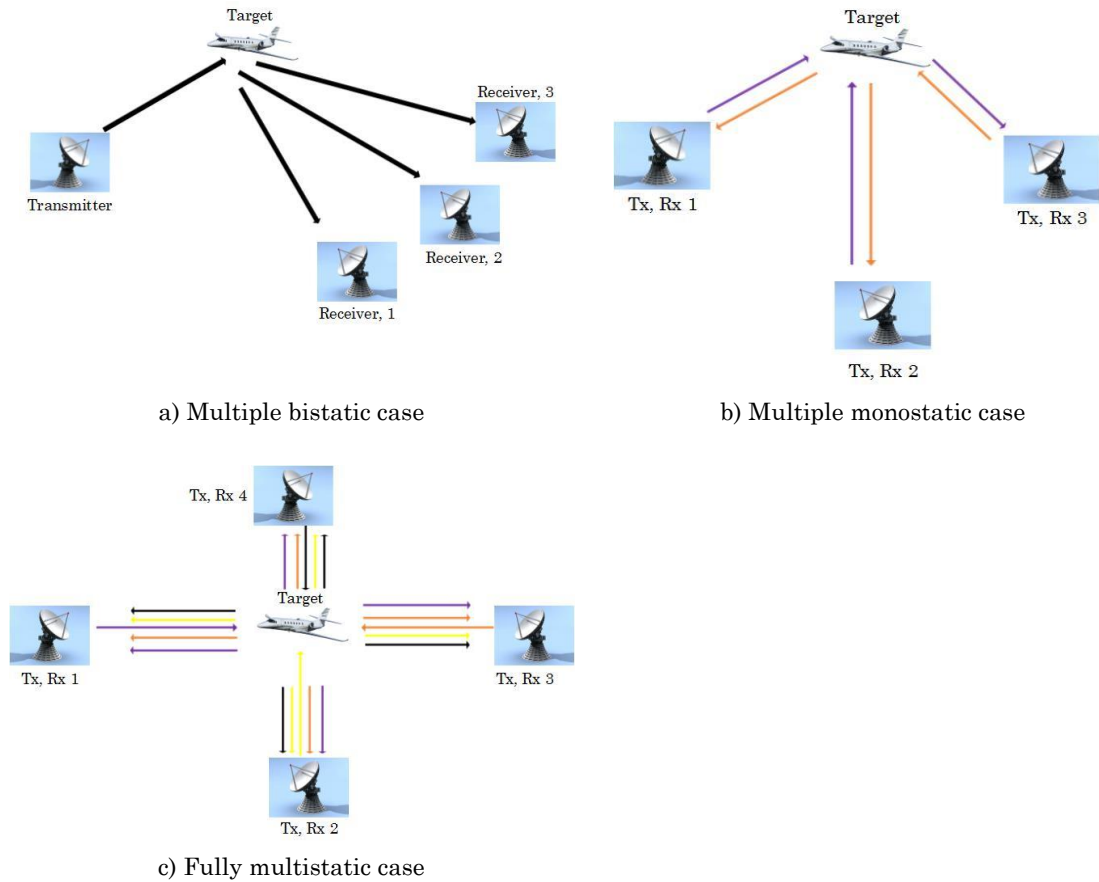 Target
Receiver, 3
Transmitter
Receiver, 2
Receiver, 1
a) Multiple bistatic case
Target
Tx, Rx 1
Tx, Rx 3
Tx, Rx 2
b) Multiple monostatic case
Tx, Rx 4
Target
Tx, Rx 1
Tx, Rx 3
Tx, Rx 2
c) Fully multistatic case